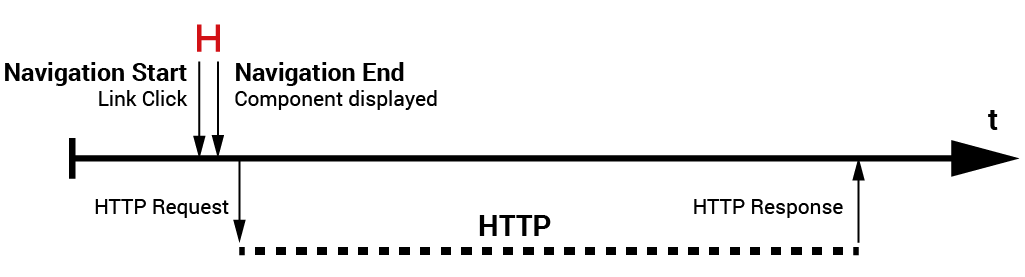 Navigation Start
Link Click
Navigation End
Component displayed
t
HTTP Request
HTTP
HTTP Response